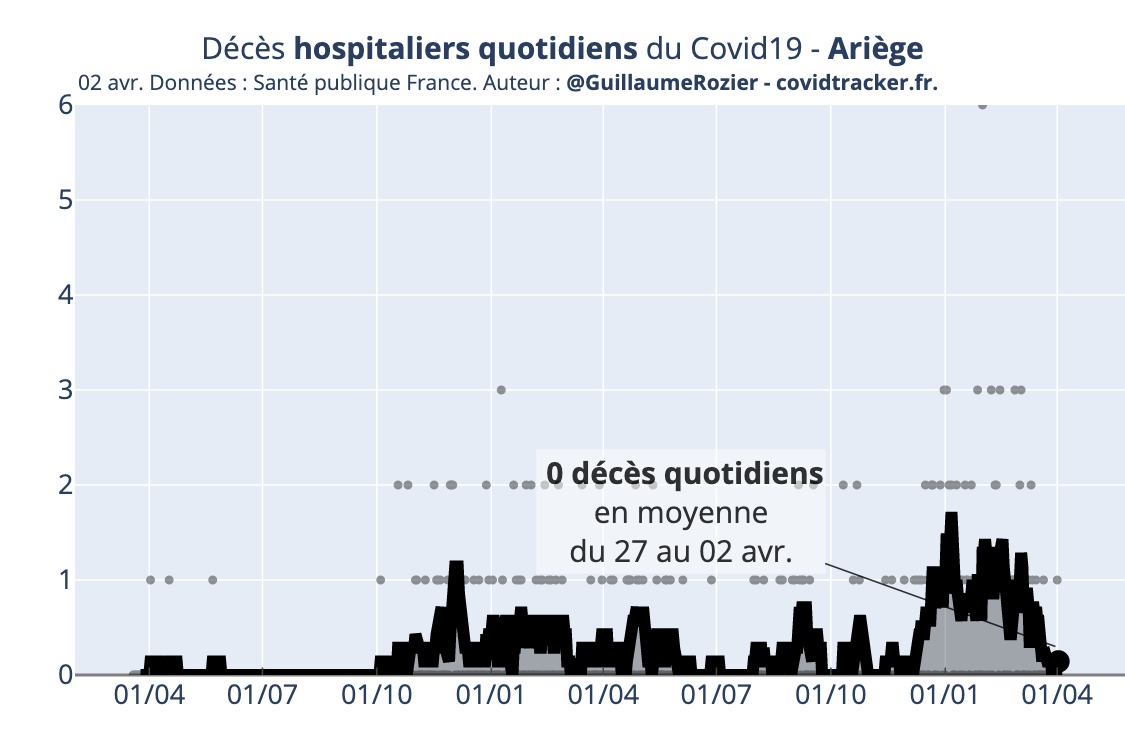 Décès hospitaliers quotidiens du Covid19 - Ariège
02 avr. Données : Santé publique France. Auteur : @GuillaumeRozier - covidtracker.fr.
6
5
4
3
2
1
0
0 décès quotidiens
en moyenne
du 27 au 02 avr.
01/04 01/07 01/10 01/01 01/04 01/07 01/10 01/01 01/04